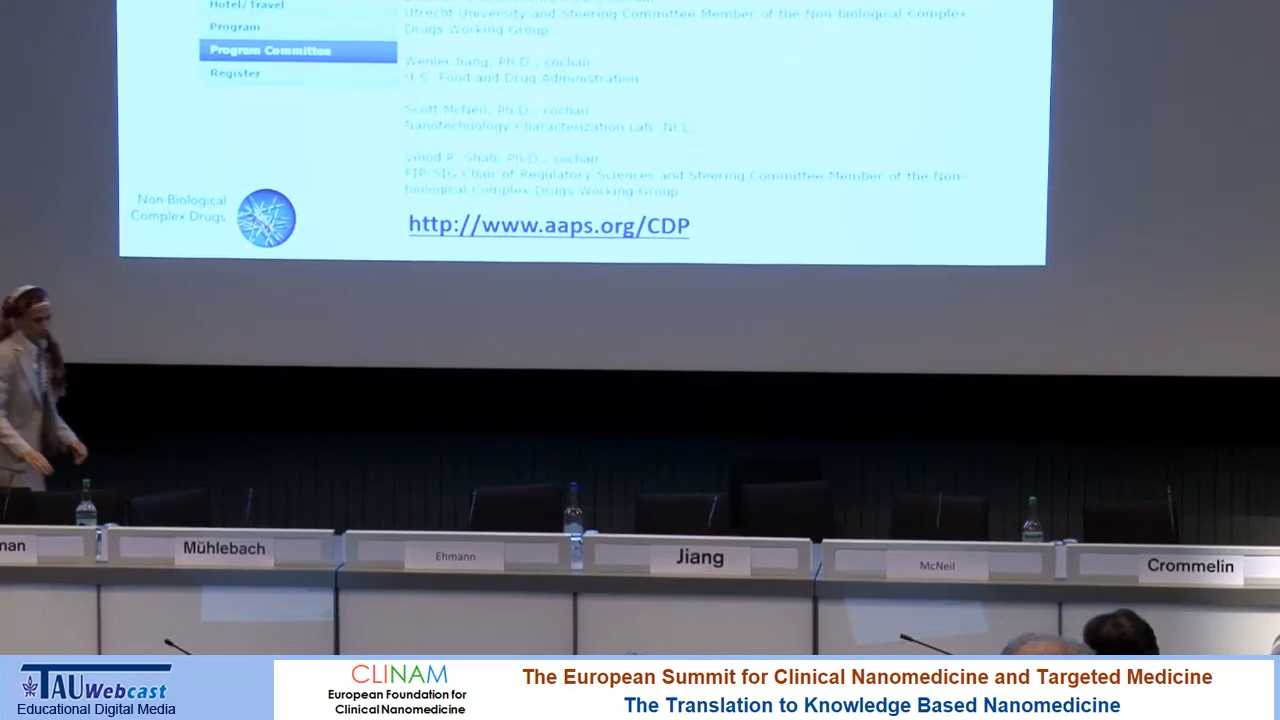 Hotel/Travel
Program
Program Committee
Register
Utrecht University and Steering Committee Member of the Non-biological Complex
Drugs Working Group
Wenlei Jiang, Ph.D., cochair
U.S. Food and Drug Administration
Scott McNeil, Ph.D., cochair
Nanotechnology Characterization Lab (NCL)
Vinod P. Shah, Ph.D., cochair
FIP/SIG Chair of Regulatory Sciences and Steering Committee Member of the Non-
biological Complex Drugs Working Group
Non Biological
Complex Drugs
http://www.aaps.org/CDP
nan
Mühlebach
Ehmann
Jiang
McNeil
Crommelin
TAU Webcast
Educational Digital Media
CLINAM
European Foundation for
Clinical Nanomedicine
The European Summit for Clinical Nanomedicine and Targeted Medicine
The Translation to Knowledge Based Nanomedicine